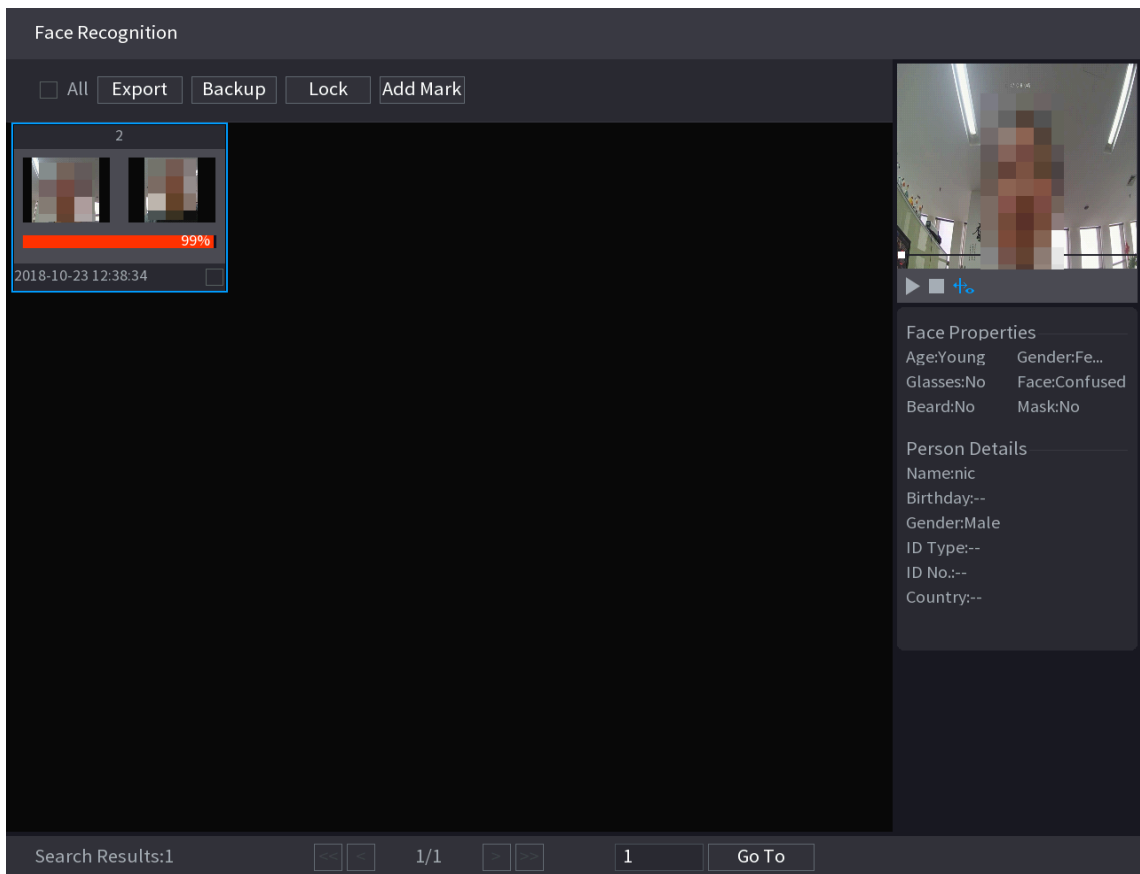 Face Recognition
All Export Backup Lock Add Mark
2
99%
2018-10-23 12:38:34
Face Properties
Age:Young Gender:Fe...
Glasses:No Face:Confused
Beard:No Mask:No
Person Details
Name:nic
Birthday:--
Gender:Male
ID Type:--
ID No.:--
Country:--
Search Results:1 << < 1/1 > >> 1 Go To